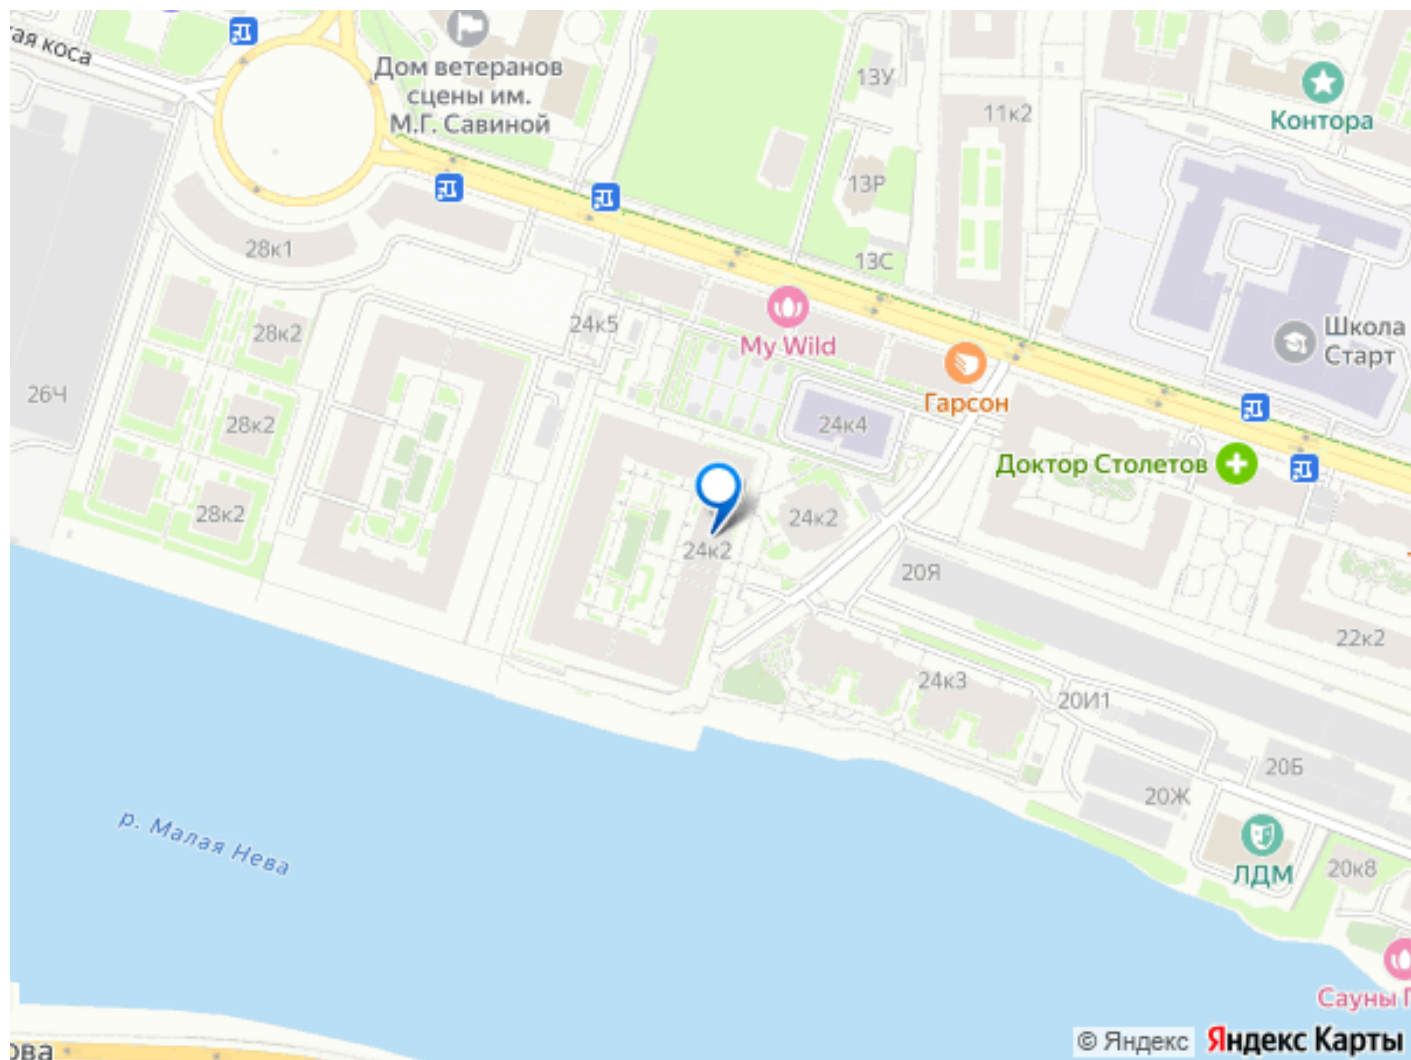 ая коса
Дом ветеранов
сцены им.
М.Г. Савиной
13У
11к2
Контора
13Р
28к1
13С
24к5
My Wild
28к2
Школа
Старт
26Ч
28к2
24к4
Гарсон
Доктор Столетов
28к2
24к2
24к2
20Я
22к2
24к3
20И1
20Б
20Ж
р. Малая Нева
ЛДМ
20к8
Сауны
ова
© Яндекс
Яндекс Карты